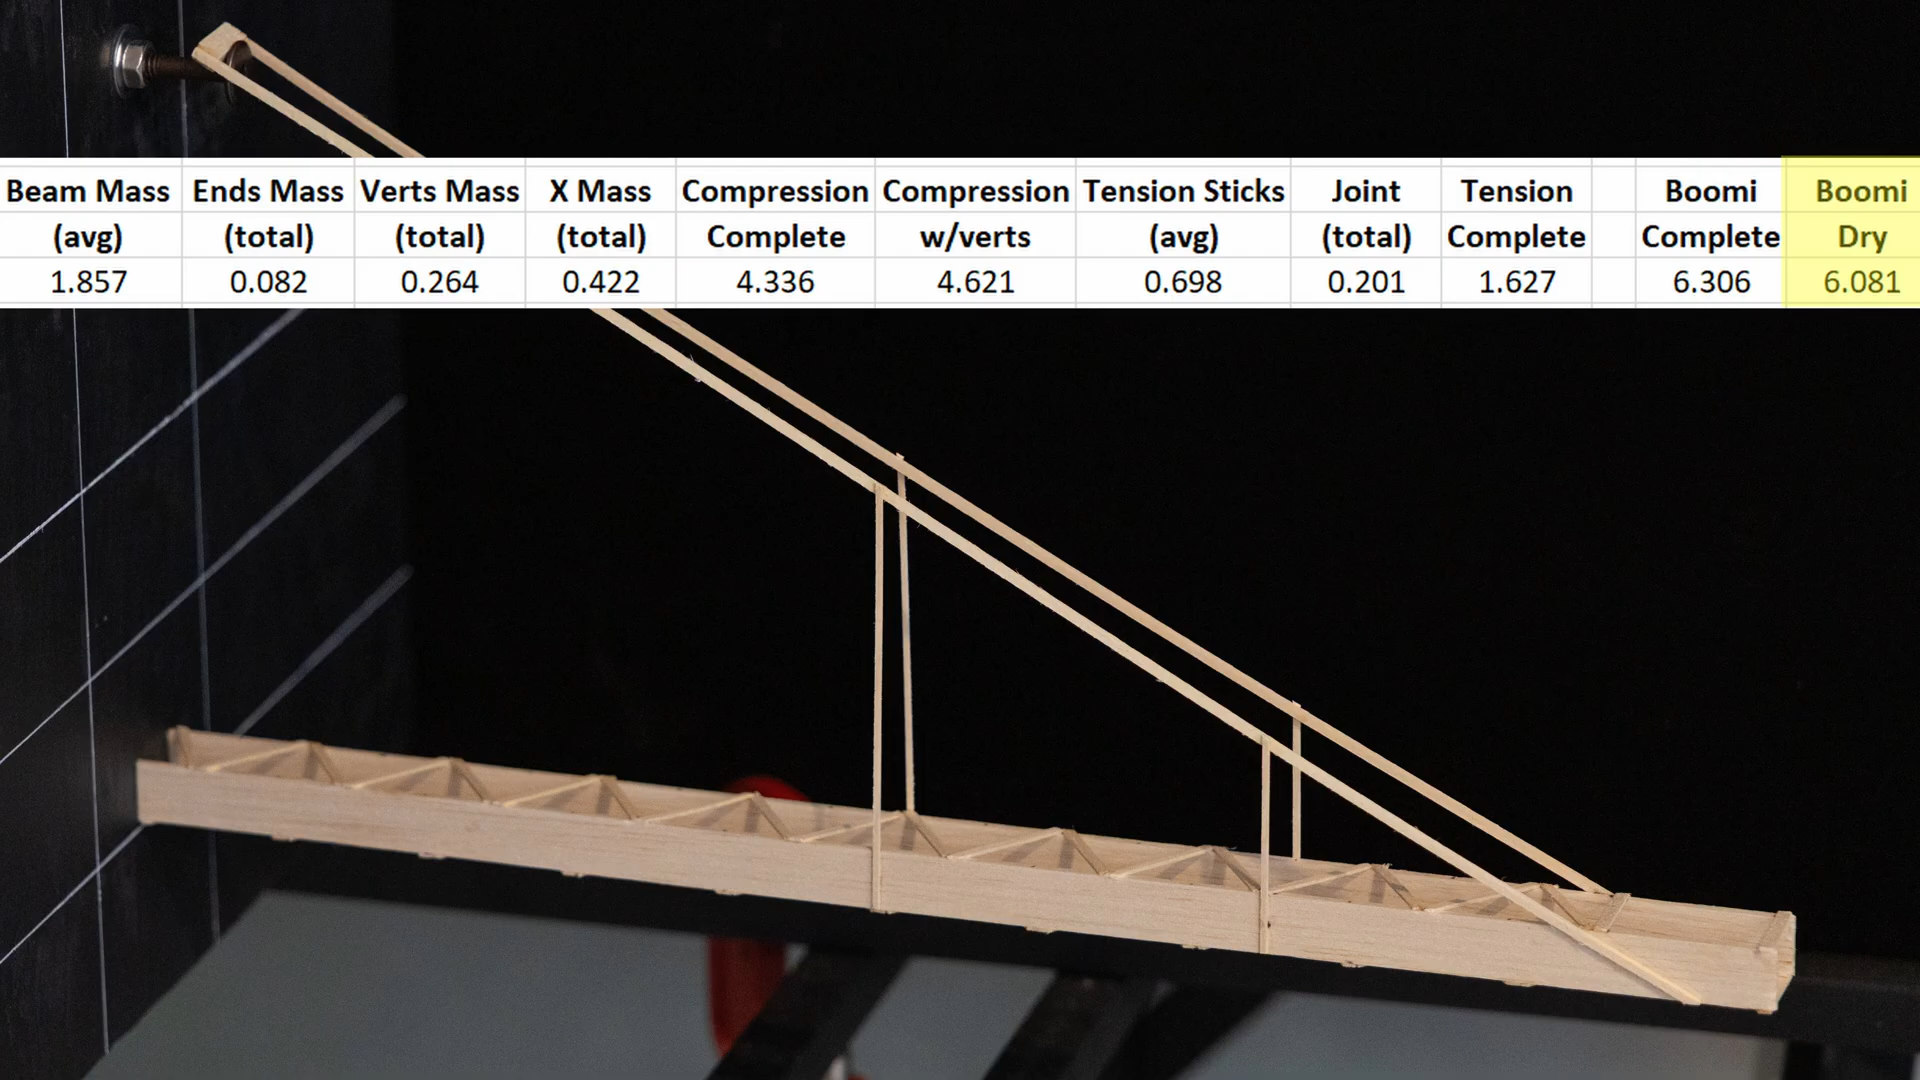 Beam Mass Ends Mass Verts Mass X Mass Compression Compression Tension Sticks Joint Tension Boomi Boomi
(avg) (total) (total) (total) Complete w/verts (avg) (total) Complete Complete Dry
1.857 0.082 0.264 0.422 4.336 4.621 0.698 0.201 1.627 6.306 6.081